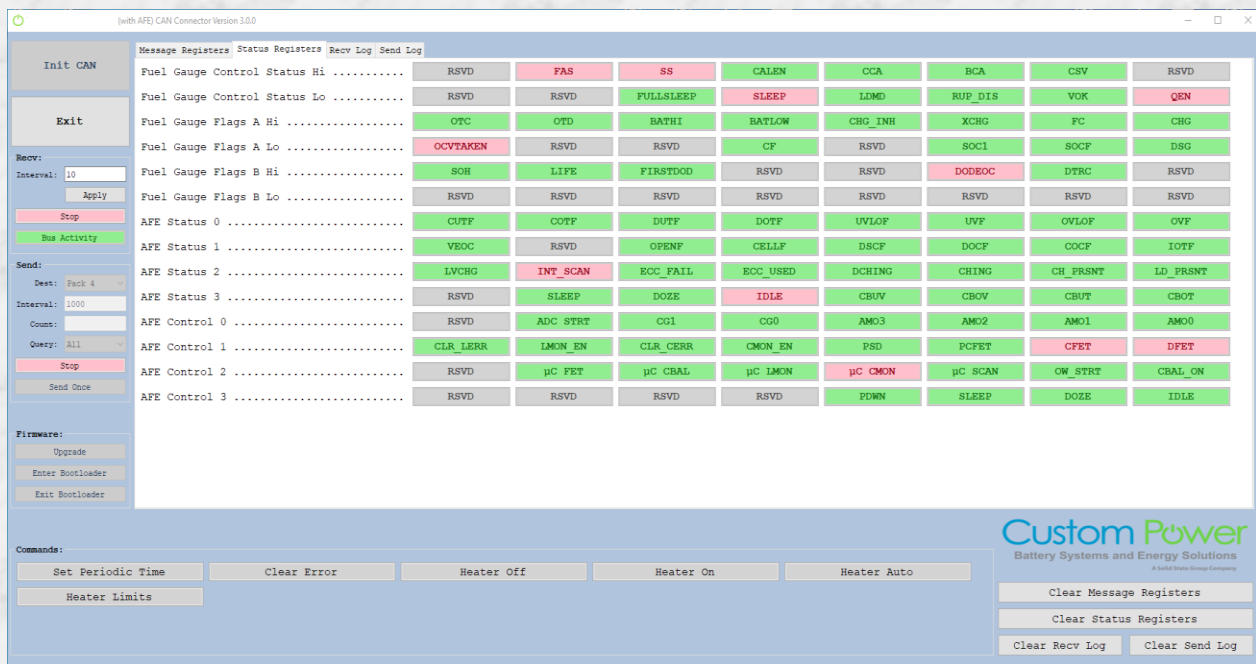 (with AFE) CAN Connector Version 3.0.0
Init CAN
Exit
Recv:
Interval: 10
Apply
Stop
Bus Activity
Send:
Dest: Pack 4
Interval: 1000
Count:
Query: All
Stop
Send Once
Firmware:
Upgrade
Enter Bootloader
Exit Bootloader
Message Registers Status Registers Recv Log Send Log
Fuel Gauge Control Status Hi ........... RSVD FAS SS CALEN CCA BCA CSV RSVD
Fuel Gauge Control Status Lo ........... RSVD RSVD FULLSLEEP SLEEP LDMD RUP_DIS VOK QEN
Fuel Gauge Flags A Hi .................. OTC OTD BATHI BATLOW CHG_INH XCHG FC CHG
Fuel Gauge Flags A Lo .................. OCVTAKEN RSVD RSVD CF RSVD SOC1 SOCF DSG
Fuel Gauge Flags B Hi .................. SOH LIFE FIRSTDOD RSVD RSVD DODEOC DTRC RSVD
Fuel Gauge Flags B Lo .................. RSVD RSVD RSVD RSVD RSVD RSVD RSVD RSVD
AFE Status 0 ........................... CUTF COTF DUTF DOTF UVLOF UVF OVLOF OVF
AFE Status 1 ........................... VEOC RSVD OPENF CELLF DSCF DOCF COCF IOTF
AFE Status 2 ........................... LVCHG INT_SCAN ECC_FAIL ECC_USED DCHING CHING CH_PRSNT LD_PRSNT
AFE Status 3 ........................... RSVD SLEEP DOZE IDLE CBUV CBOV CBUT CBOT
AFE Control 0 .......................... RSVD ADC STRT CG1 CG0 AMO3 AMO2 AMO1 AMO0
AFE Control 1 .......................... CLR_LERR LMON_EN CLR_CERR CMON_EN PSD PCFET CFET DFET
AFE Control 2 .......................... RSVD µC FET µC CBAL µC LMON µC CMON µC SCAN OW_STRT CBAL_ON
AFE Control 3 .......................... RSVD RSVD RSVD RSVD PDWN SLEEP DOZE IDLE
Commands:
Set Periodic Time Clear Error Heater Off Heater On Heater Auto
Heater Limits
Custom Power
Battery Systems and Energy Solutions
A Solid State Group Company
Clear Message Registers
Clear Status Registers
Clear Recv Log Clear Send Log